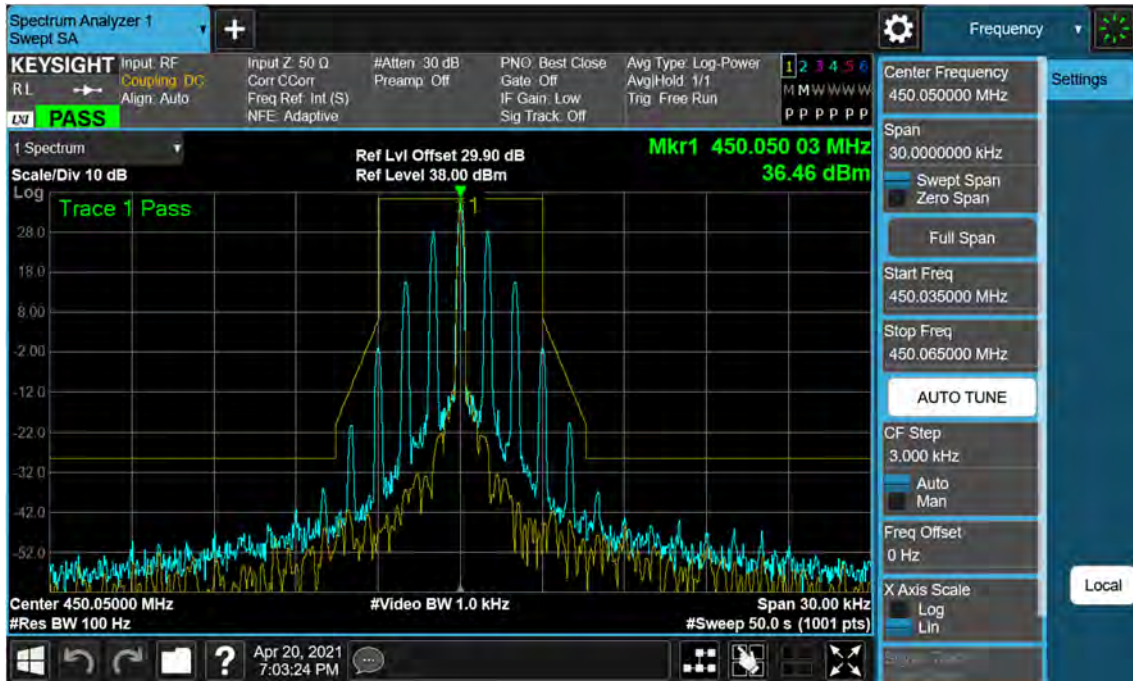 Spectrum Analyzer 1
Swept SA
Frequency
KEYSIGHT
RL
LXI PASS
Input: RF
Coupling: DC
Align: Auto
Input Z: 50 Ω
Corr CCorr
Freq Ref: Int (S)
NFE: Adaptive
#Atten: 30 dB
Preamp: Off
PNO: Best Close
Gate: Off
IF Gain: Low
Sig Track: Off
Avg Type: Log-Power
Avg|Hold: 1/1
Trig: Free Run
1 2 3 4 5 6
M M W W W W
P P P P P P
1 Spectrum
Scale/Div 10 dB
Ref Lvl Offset 29.90 dB
Ref Level 38.00 dBm
Mkr1 450.050 03 MHz
36.46 dBm
Log
Trace 1 Pass
1
28.0
18.0
8.00
-2.00
-12.0
-22.0
-32.0
-42.0
-52.0
Center 450.05000 MHz
#Video BW 1.0 kHz
Span 30.00 kHz
#Res BW 100 Hz
#Sweep 50.0 s (1001 pts)
Apr 20, 2021
7:03:24 PM
Center Frequency
450.050000 MHz
Span
30.0000000 kHz
Swept Span
Zero Span
Full Span
Start Freq
450.035000 MHz
Stop Freq
450.065000 MHz
AUTO TUNE
CF Step
3.000 kHz
Auto
Man
Freq Offset
0 Hz
X Axis Scale
Log
Lin
Settings
Local